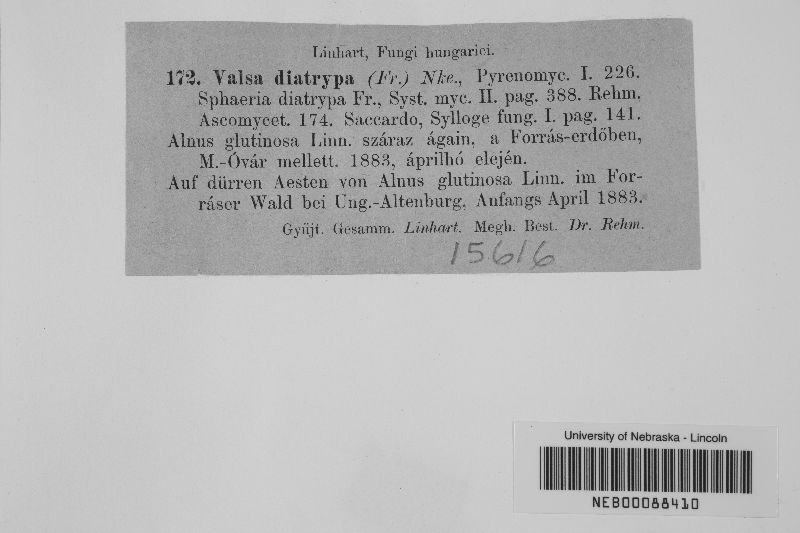 Linhart, Fungi hungarici.
172. Valsa diatrypa (Fr.) Nke., Pyrenomyc. I. 226.
Sphaeria diatrypa Fr., Syst. myc. II. pag. 388. Rehm.
Ascomycet. 174. Saccardo, Sylloge fung. I. pag. 141.
Alnus glutinosa Linn. száraz ágain, a Forrás-erdőben,
M.-Óvár mellett. 1883, áprilhó elején.
Auf dürren Aesten von Alnus glutinosa Linn. im For-
ráser Wald bei Ung.-Altenburg, Anfangs April 1883.
Gyűjt. Gesamm. Linhart. Megh. Best. Dr. Rehm.
15616
University of Nebraska - Lincoln
NEB00088410